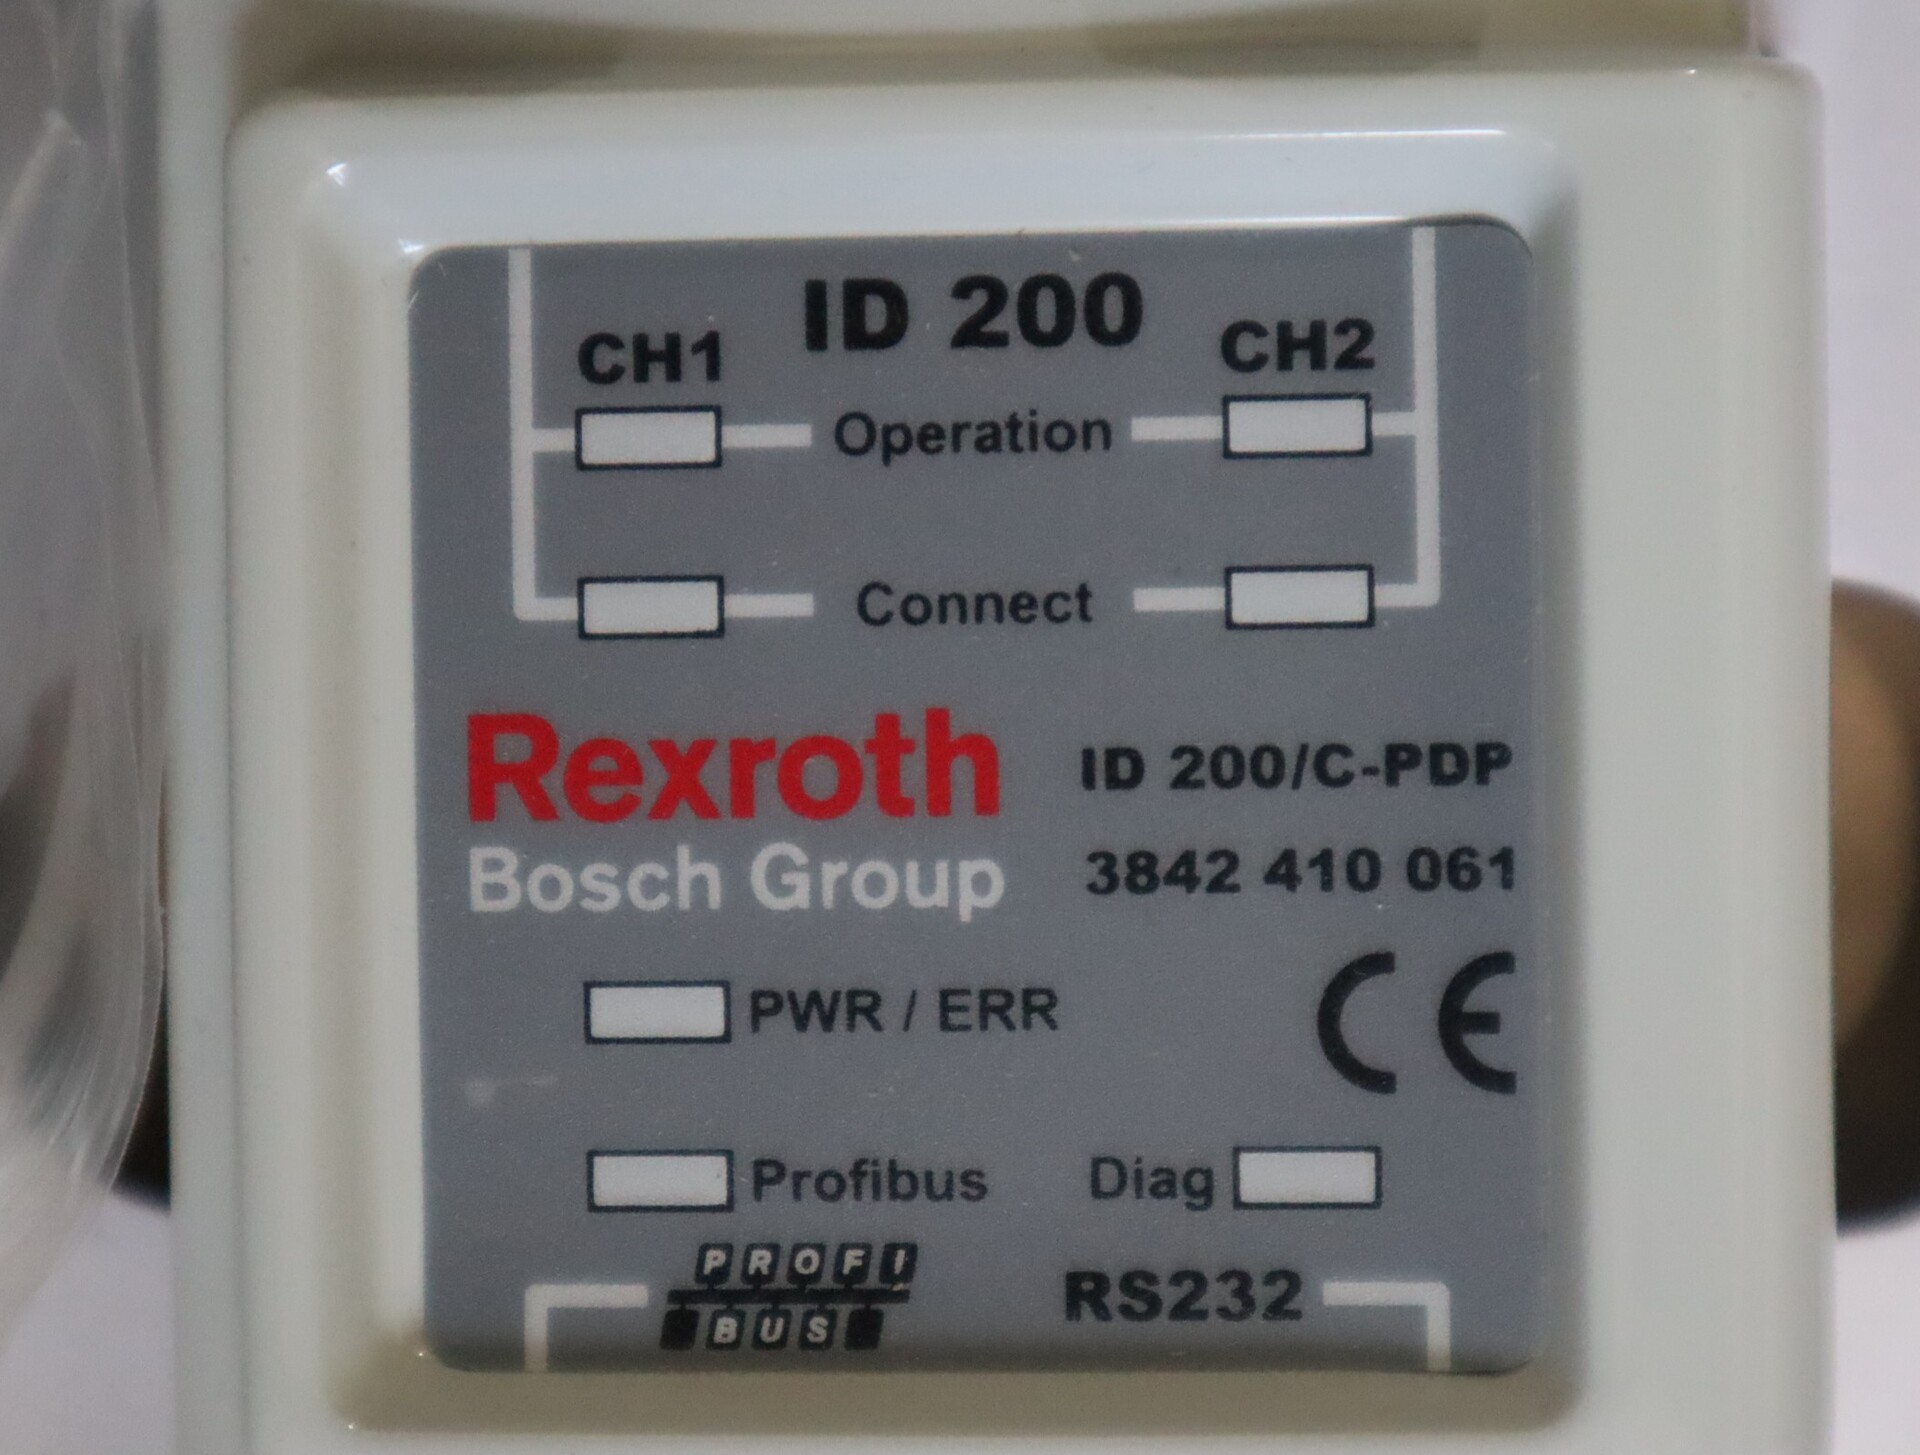 ID 200
CH1 CH2
Operation
Connect
Rexroth ID 200/C-PDP
Bosch Group 3842 410 061
PWR / ERR CE
Profibus Diag
PROFI
BUS
RS232